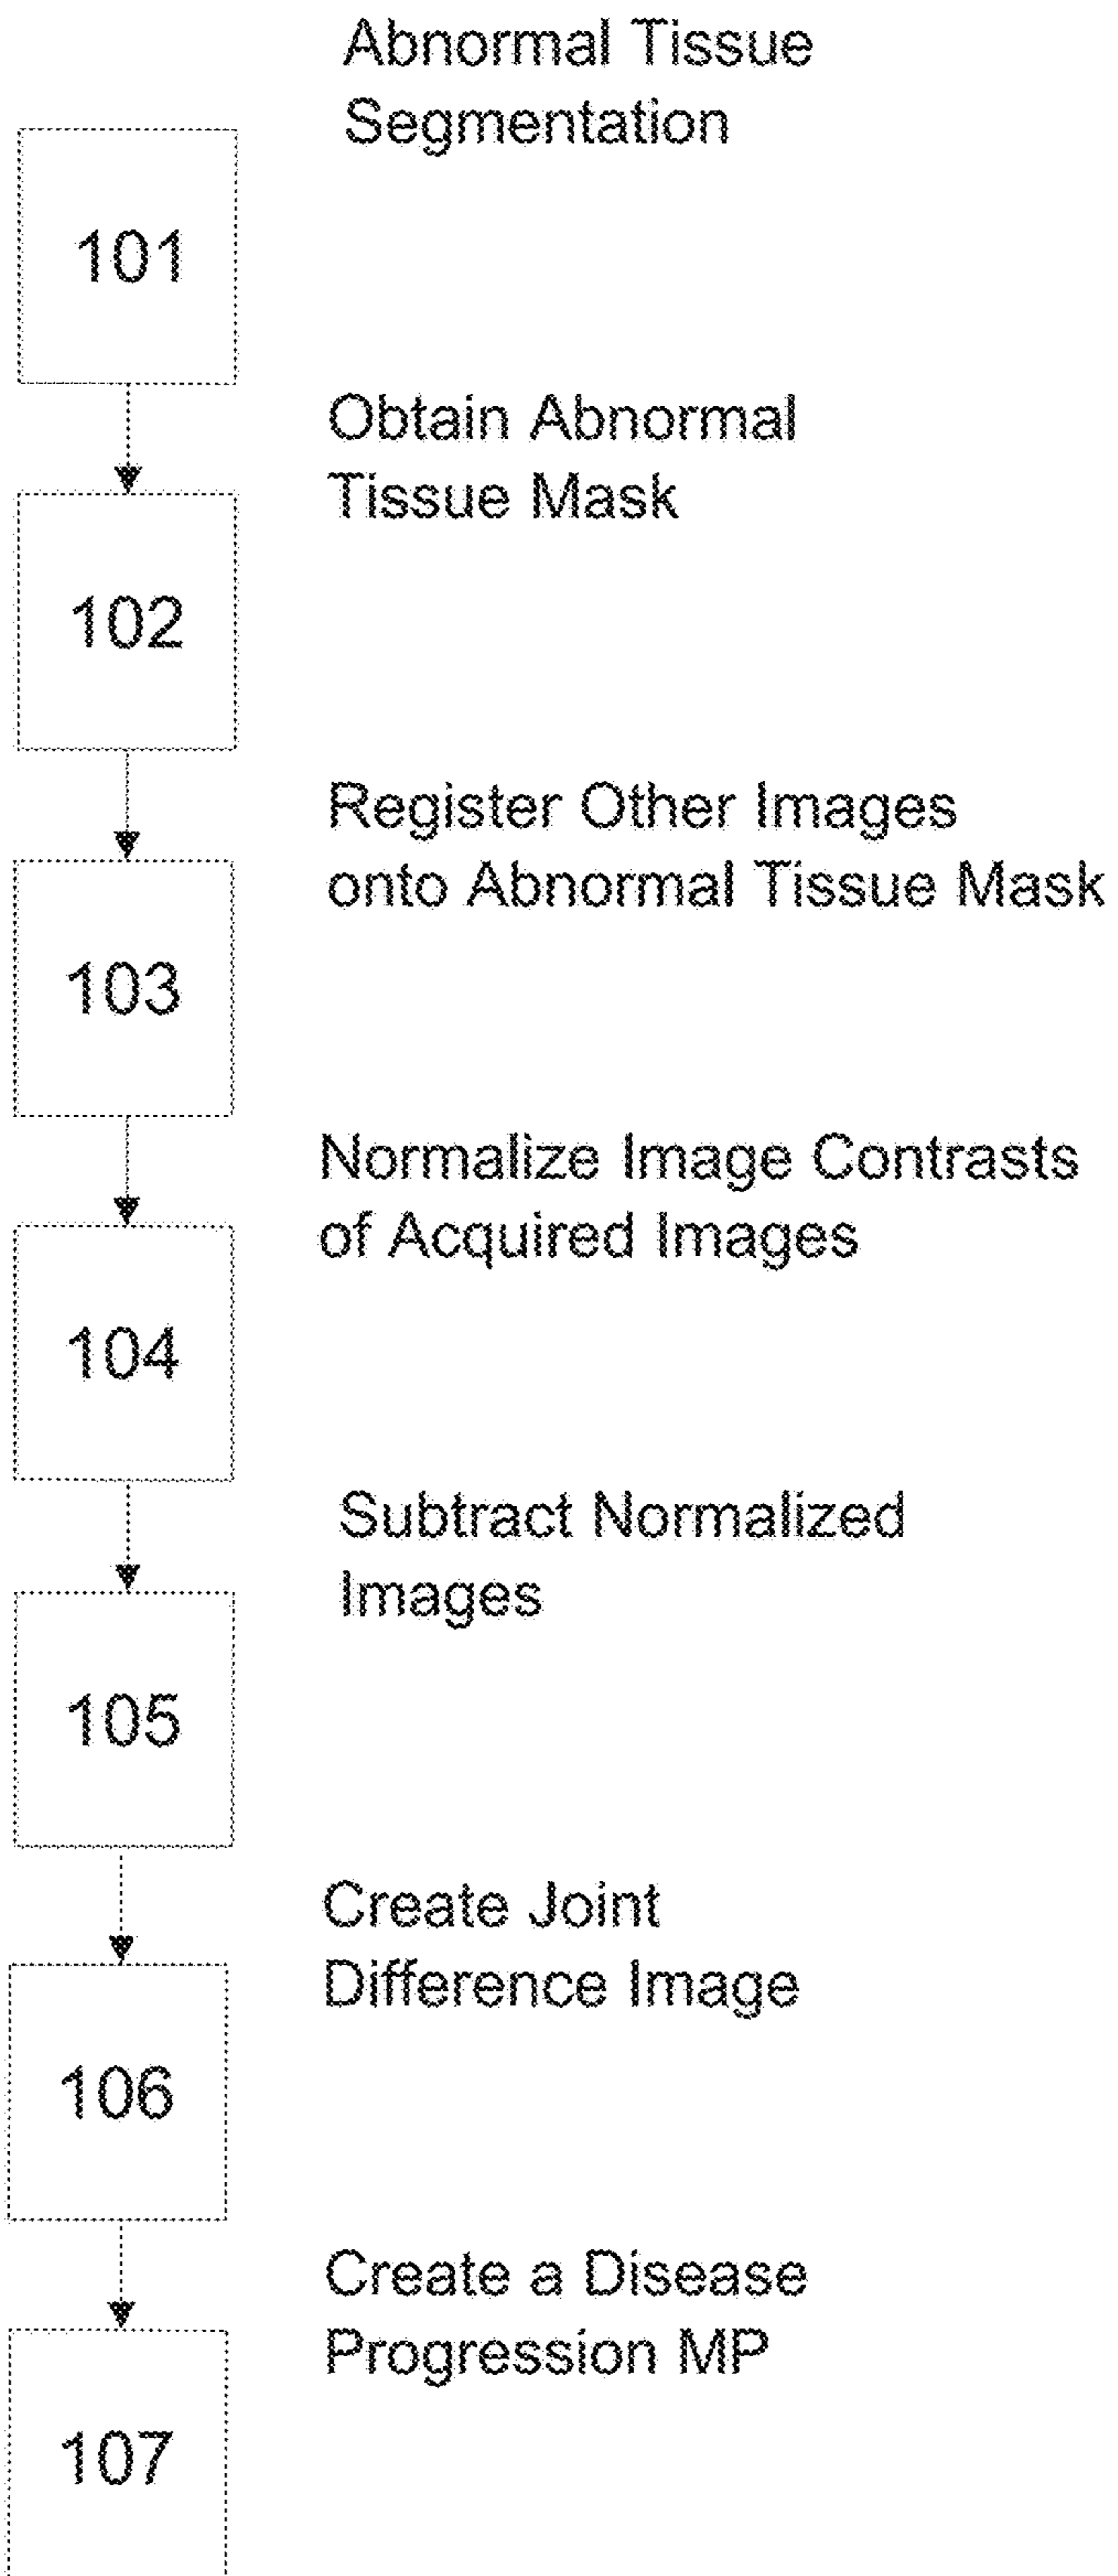 Abnormal Tissue
Segmentation
101
Obtain Abnormal
Tissue Mask
102
Register Other Images
onto Abnormal Tissue Mask
103
Normalize Image Contrasts
of Acquired Images
104
Subtract Normalized
Images
105
Create Joint
Difference Image
106
Create a Disease
Progression MP
107